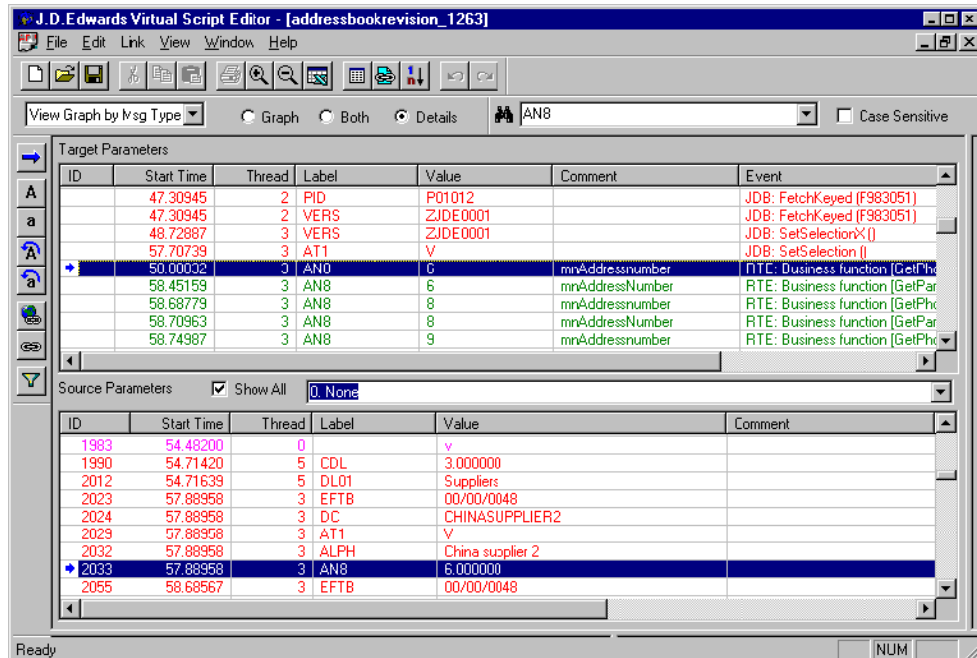 J.D.Edwards Virtual Script Editor - [addressbookrevision_1263]
File Edit Link View Window Help
View Graph by Msg Type Graph Both Details AN8 Case Sensitive
Target Parameters
ID Start Time Thread Label Value Comment Event
47.30945 2 PID P01012 JDB: FetchKeyed (F983051)
47.30945 2 VERS ZJDE0001 JDB: FetchKeyed (F983051)
48.72887 3 VERS ZJDE0001 JDB: SetSelectionX ()
57.70739 3 AT1 V JDB: SetSelection ()
3 mnAddressnumber RTE: Business function [GetPho
58.45159 3 AN8 6 mnAddressNumber RTE: Business function [GetPar
58.68779 3 AN8 8 mnAddressnumber RTE: Business function [GetPho
58.70963 3 AN8 8 mnAddressNumber RTE: Business function [GetPar
58.74987 3 AN8 9 mnAddressnumber RTE: Business function [GetPho
Source Parameters Show All 0. None
ID Start Time Thread Label Value Comment
1983 54.48200 0 v
1990 54.71420 5 CDL 3.000000
2012 54.71639 5 DL01 Suppliers
2023 57.88958 3 EFTB 00/00/0048
2024 57.88958 3 DC CHINASUPPLIER2
2029 57.88958 3 AT1 V
2032 57.88958 3 ALPH China supplier 2
2033 57.88958 3 AN8 6.000000
2055 58.68567 3 EFTB 00/00/0048
Ready NUM